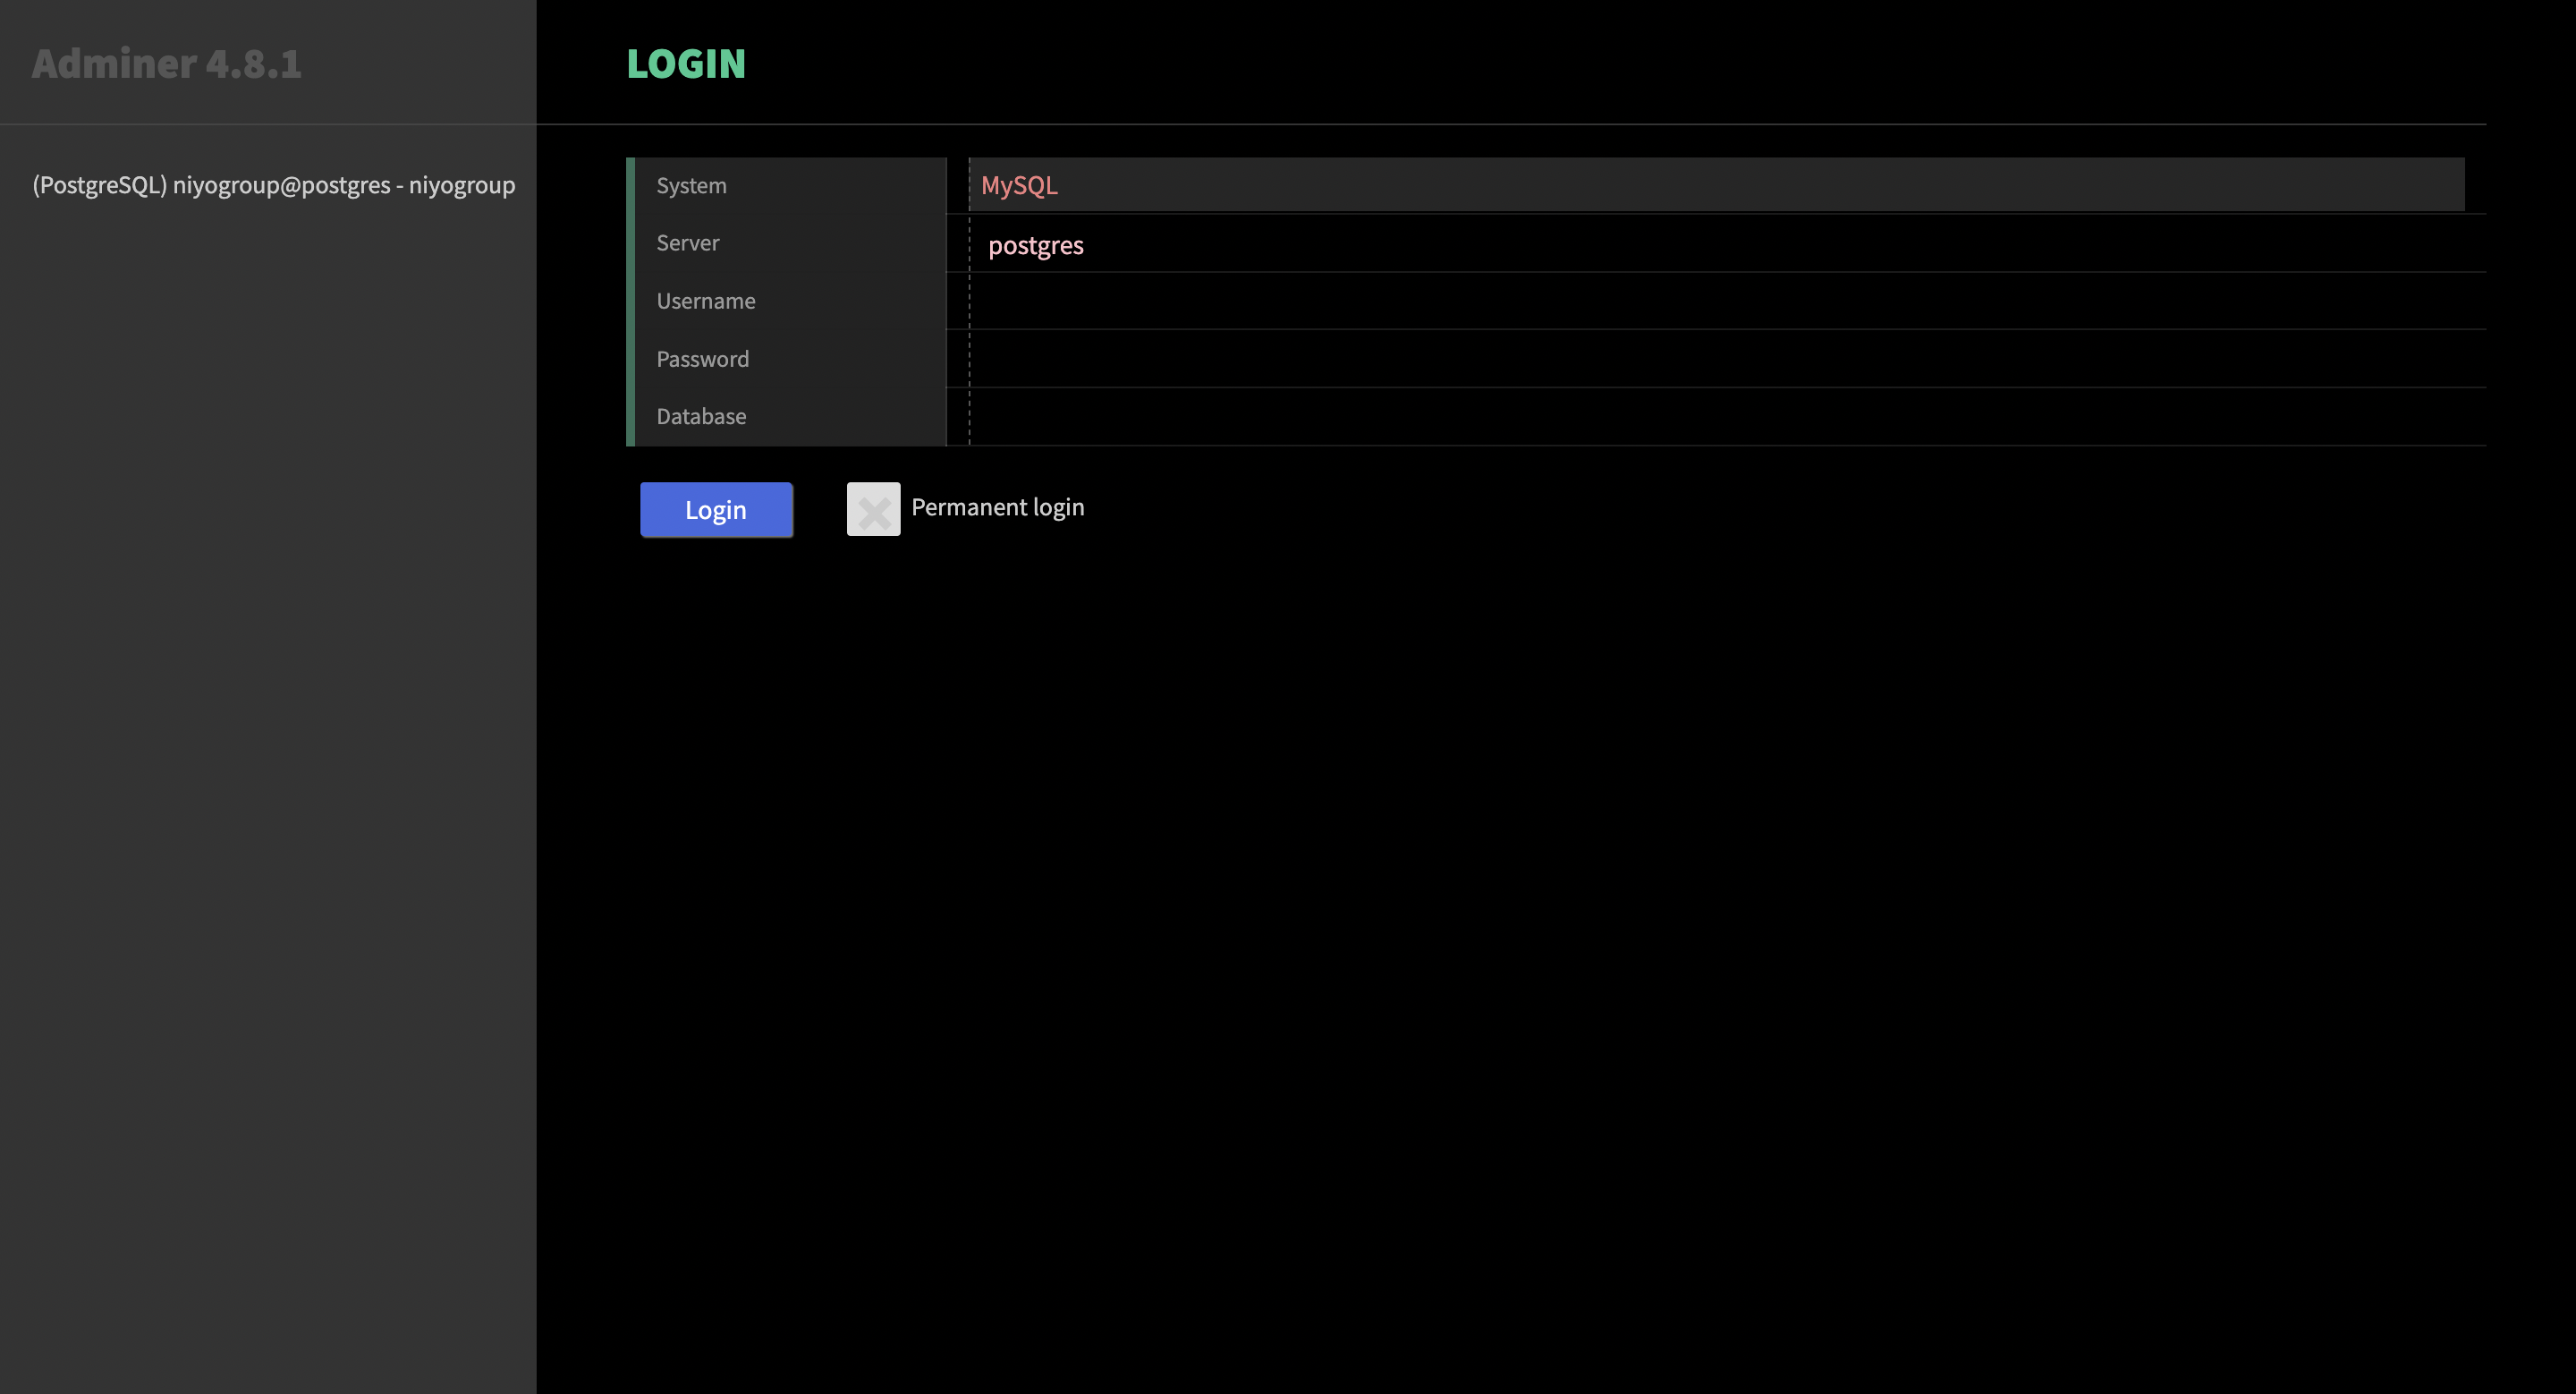 Adminer 4.8.1
(PostgreSQL) niyogroup@postgres - niyogroup
LOGIN
System MySQL
Server postgres
Username
Password
Database
Login Permanent login